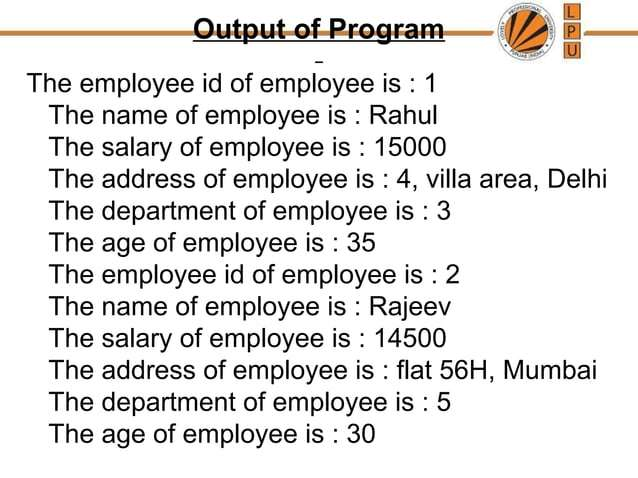 Output of Program
L
P
U
The employee id of employee is : 1
The name of employee is : Rahul
The salary of employee is : 15000
The address of employee is : 4, villa area, Delhi
The department of employee is : 3
The age of employee is : 35
The employee id of employee is : 2
The name of employee is : Rajeev
The salary of employee is : 14500
The address of employee is : flat 56H, Mumbai
The department of employee is : 5
The age of employee is : 30